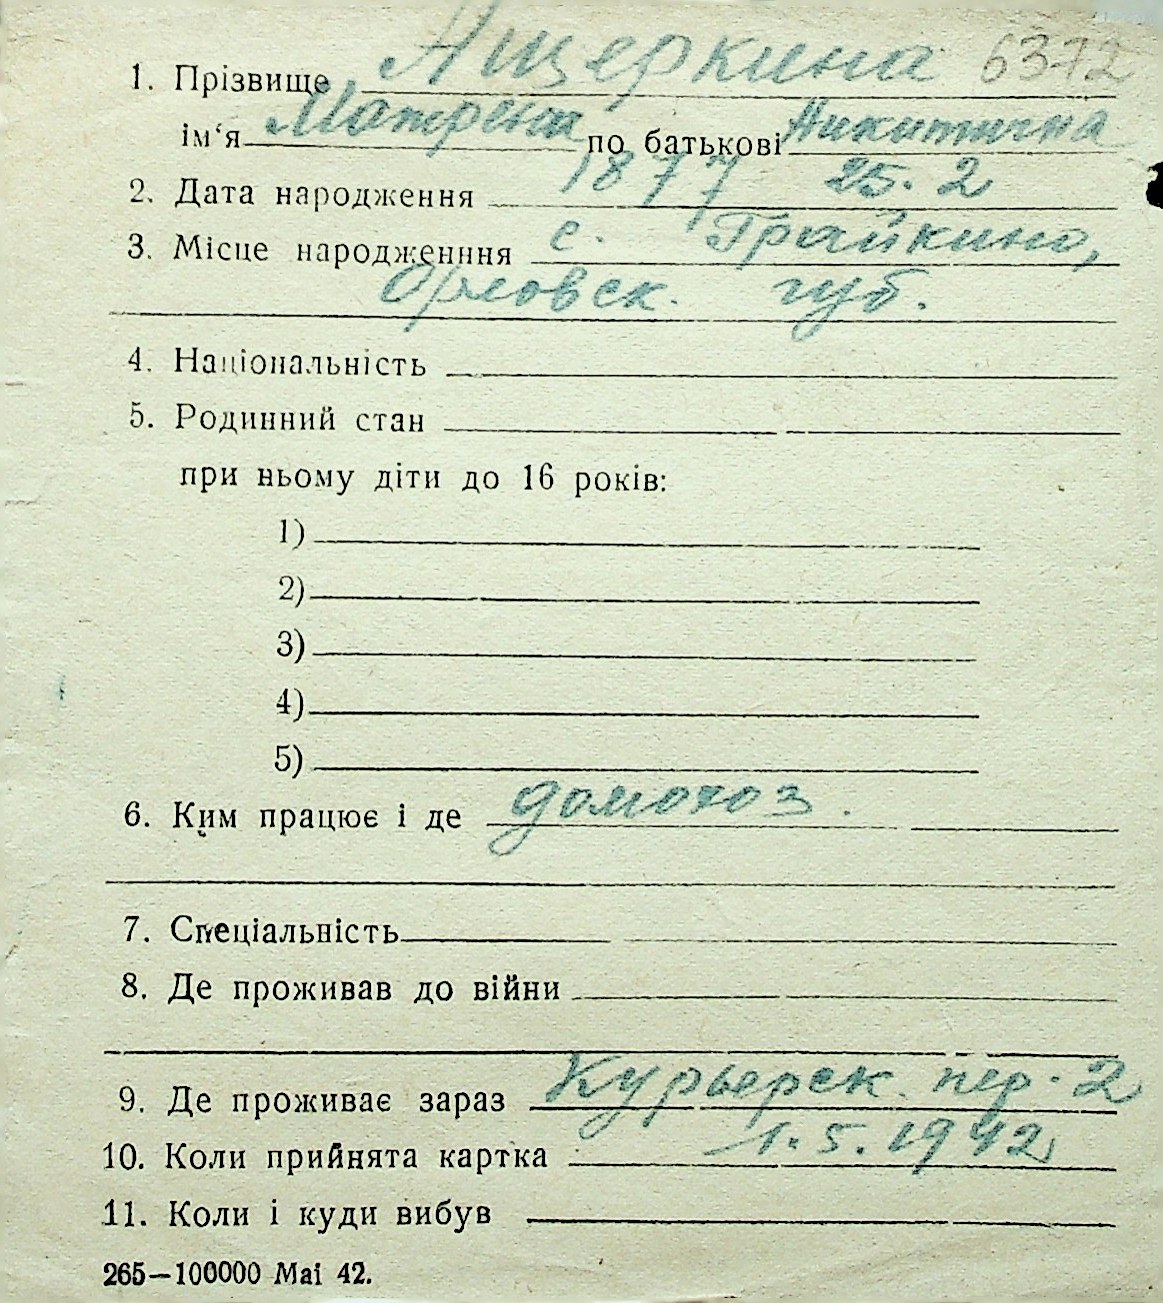 1. Прізвище Ащеркина 6372
ім‘я Матрена по батькові Никитична
2. Дата народження 1877 25.2
3. Місце народженння с. Грайкино,
Орловск. губ.
4. Національність
5. Родинний стан
при ньому діти до 16 років:
1)
2)
3)
4)
5)
6. Ким працює і де домохоз.
7. Спеціальність
8. Де проживав до війни
9. Де проживає зараз Курьерск. пер. 2
10. Коли прийнята картка 1.5.1942
11. Коли і куди вибув
265—100000 Маі 42.